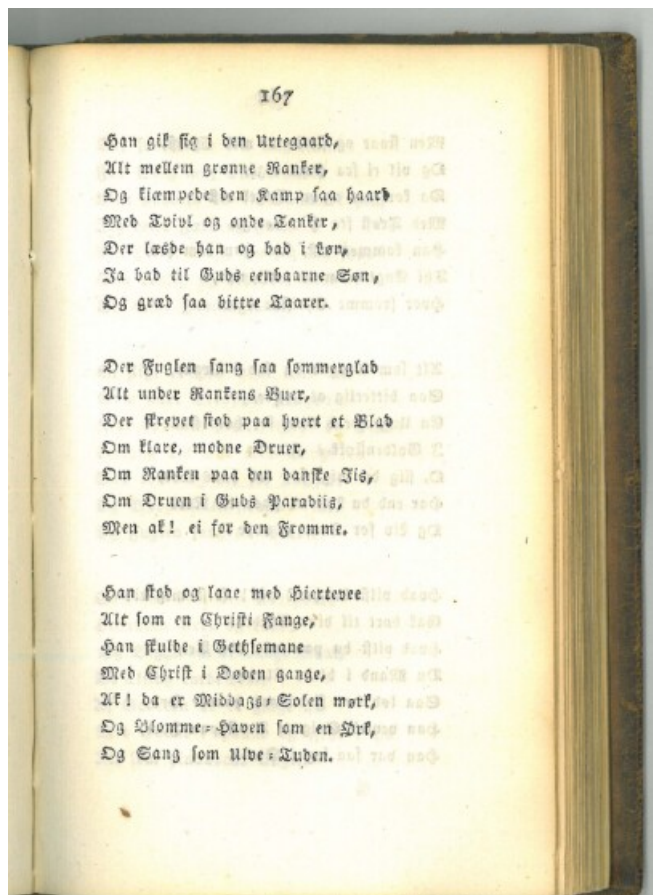 167
Han gik sig i den Urtegaard,
Alt mellem grønne Ranker,
Og kiæmpede den Kamp saa haard
Med Tvivl og onde Tanker,
Der læsde han og bad i Løn,
Ja bad til Guds eenbaarne Søn,
Og græd saa bittre Taarer.
Der Fuglen sang saa sommerglad
Alt under Rankens Buer,
Der skrevet stod paa hvert et Blad
Om klare, modne Druer,
Om Ranken paa den danske Iis,
Om Druen i Guds Paradiis,
Men ak! ei for den Fromme.
Han stod og laae med Hiertevee
Alt som en Christi Fange,
Han skulde i Gethsemane
Med Christ i Døden gange,
Ak! da er Middags-Solen mørk,
Og Blomme-Haven som en Ørk,
Og Sang som Ulve-Tuden.